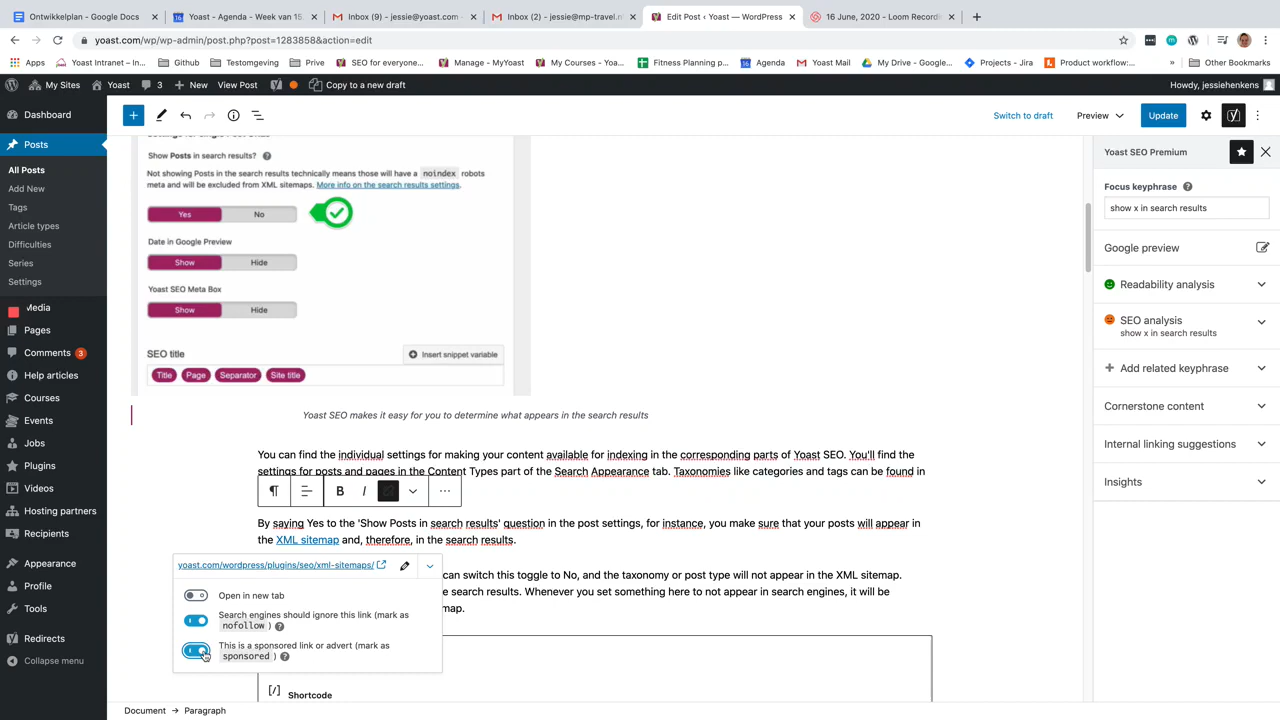 Ontwikkelplan - Google Docs
Yoast - Agenda - Week van 15.
Inbox (9) - jessie@yoast.com -
Inbox (2) - jessie@mp-travel.n
Edit Post ‹ Yoast — WordPress
16 June, 2020 - Loom Recordi
yoast.com/wp/wp-admin/post.php?post=1283858&action=edit
Apps
Yoast Intranet – In...
Github
Testomgeving
Prive
SEO for everyone...
Manage - MyYoast
My Courses - Yoa...
Fitness Planning p...
Agenda
Yoast Mail
My Drive – Google...
Projects - Jira
Product workflow:...
»
Other Bookmarks
My Sites
Yoast
3
New
View Post
Copy to a new draft
Howdy, jessiehenkens
Dashboard
Posts
All Posts
Add New
Tags
Article types
Difficulties
Series
Settings
Media
Pages
Comments 3
Help articles
Courses
Events
Jobs
Plugins
Videos
Hosting partners
Recipients
Appearance
Profile
Tools
Redirects
Collapse menu
Switch to draft
Preview
Update
Show Posts in search results?
Not showing Posts in the search results technically means those will have a noindex robots
meta and will be excluded from XML sitemaps. More info on the search results settings.
Yes No
Date in Google Preview
Show Hide
Yoast SEO Meta Box
Show Hide
SEO title
Insert snippet variable
Title Page Separator Site title
Yoast SEO makes it easy for you to determine what appears in the search results
You can find the individual settings for making your content available for indexing in the corresponding parts of Yoast SEO. You'll find the
settings for posts and pages in the Content Types part of the Search Appearance tab. Taxonomies like categories and tags can be found in
B I ...
By saying Yes to the 'Show Posts in search results' question in the post settings, for instance, you make sure that your posts will appear in
the XML sitemap and, therefore, in the search results.
can switch this toggle to No, and the taxonomy or post type will not appear in the XML sitemap.
e search results. Whenever you set something here to not appear in search engines, it will be
map.
yoast.com/wordpress/plugins/seo/xml-sitemaps/
Open in new tab
Search engines should ignore this link (mark as
nofollow )
This is a sponsored link or advert (mark as
sponsored )
[/] Shortcode
Document → Paragraph
Yoast SEO Premium
Focus keyphrase
show x in search results
Google preview
Readability analysis
SEO analysis
show x in search results
Add related keyphrase
Cornerstone content
Internal linking suggestions
Insights